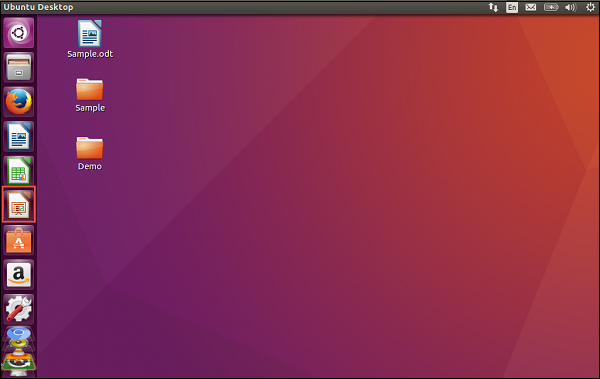 Ubuntu Desktop
En
Sample.odt
Sample
Demo
a